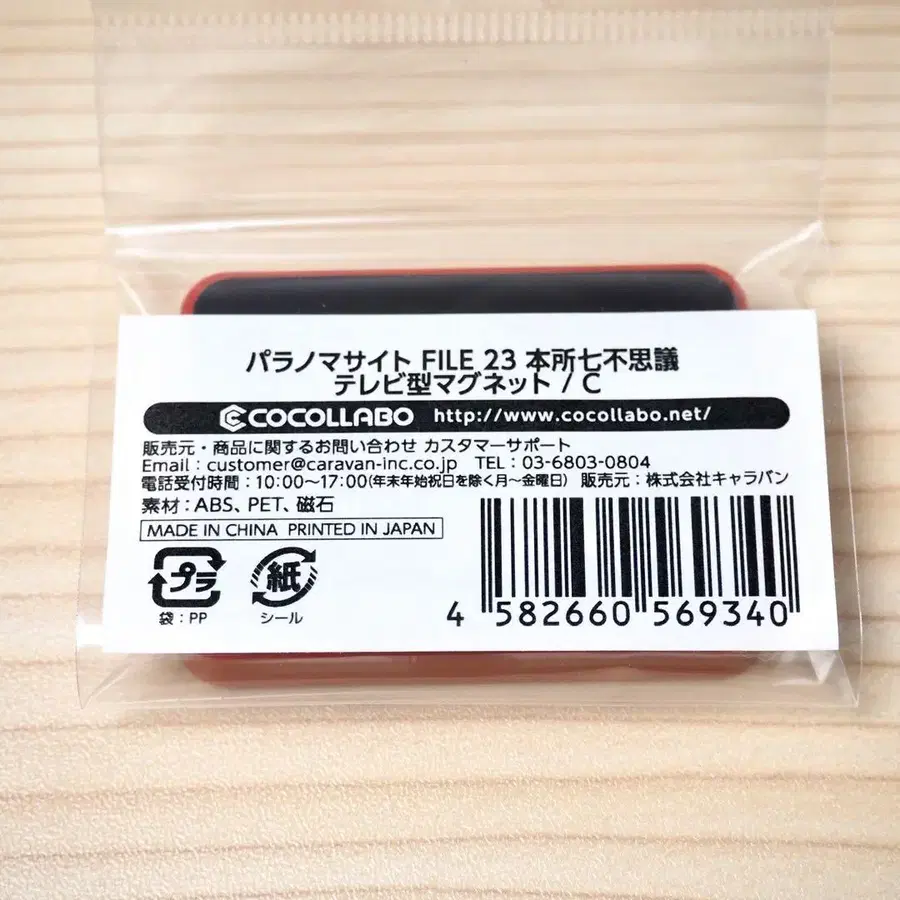 パラノマサイト FILE 23 本所七不思議
テレビ型マグネット / C
COCOLLABO http://www.cocollabo.net/
販売元・商品に関するお問い合わせ カスタマーサポート
Email：customer@caravan-inc.co.jp TEL：03-6803-0804
電話受付時間：10:00〜17:00(年末年始祝日を除く月〜金曜日) 販売元：株式会社キャラバン
素材：ABS、PET、磁石
MADE IN CHINA PRINTED IN JAPAN
プラ
袋：PP
紙
シール
4 582660 569340